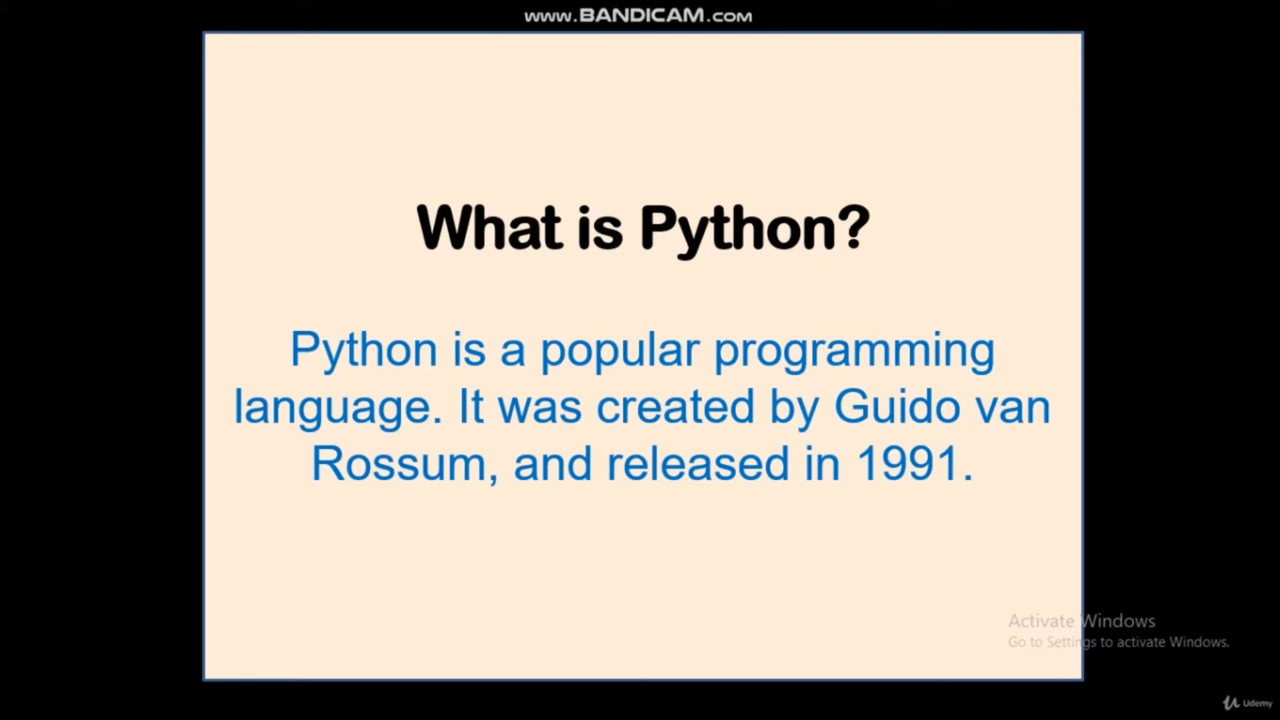 www.BANDICAM.com
What is Python?
Python is a popular programming
language. It was created by Guido van
Rossum, and released in 1991.
Activate Windows
Go to Settings to activate Windows.
Udemy